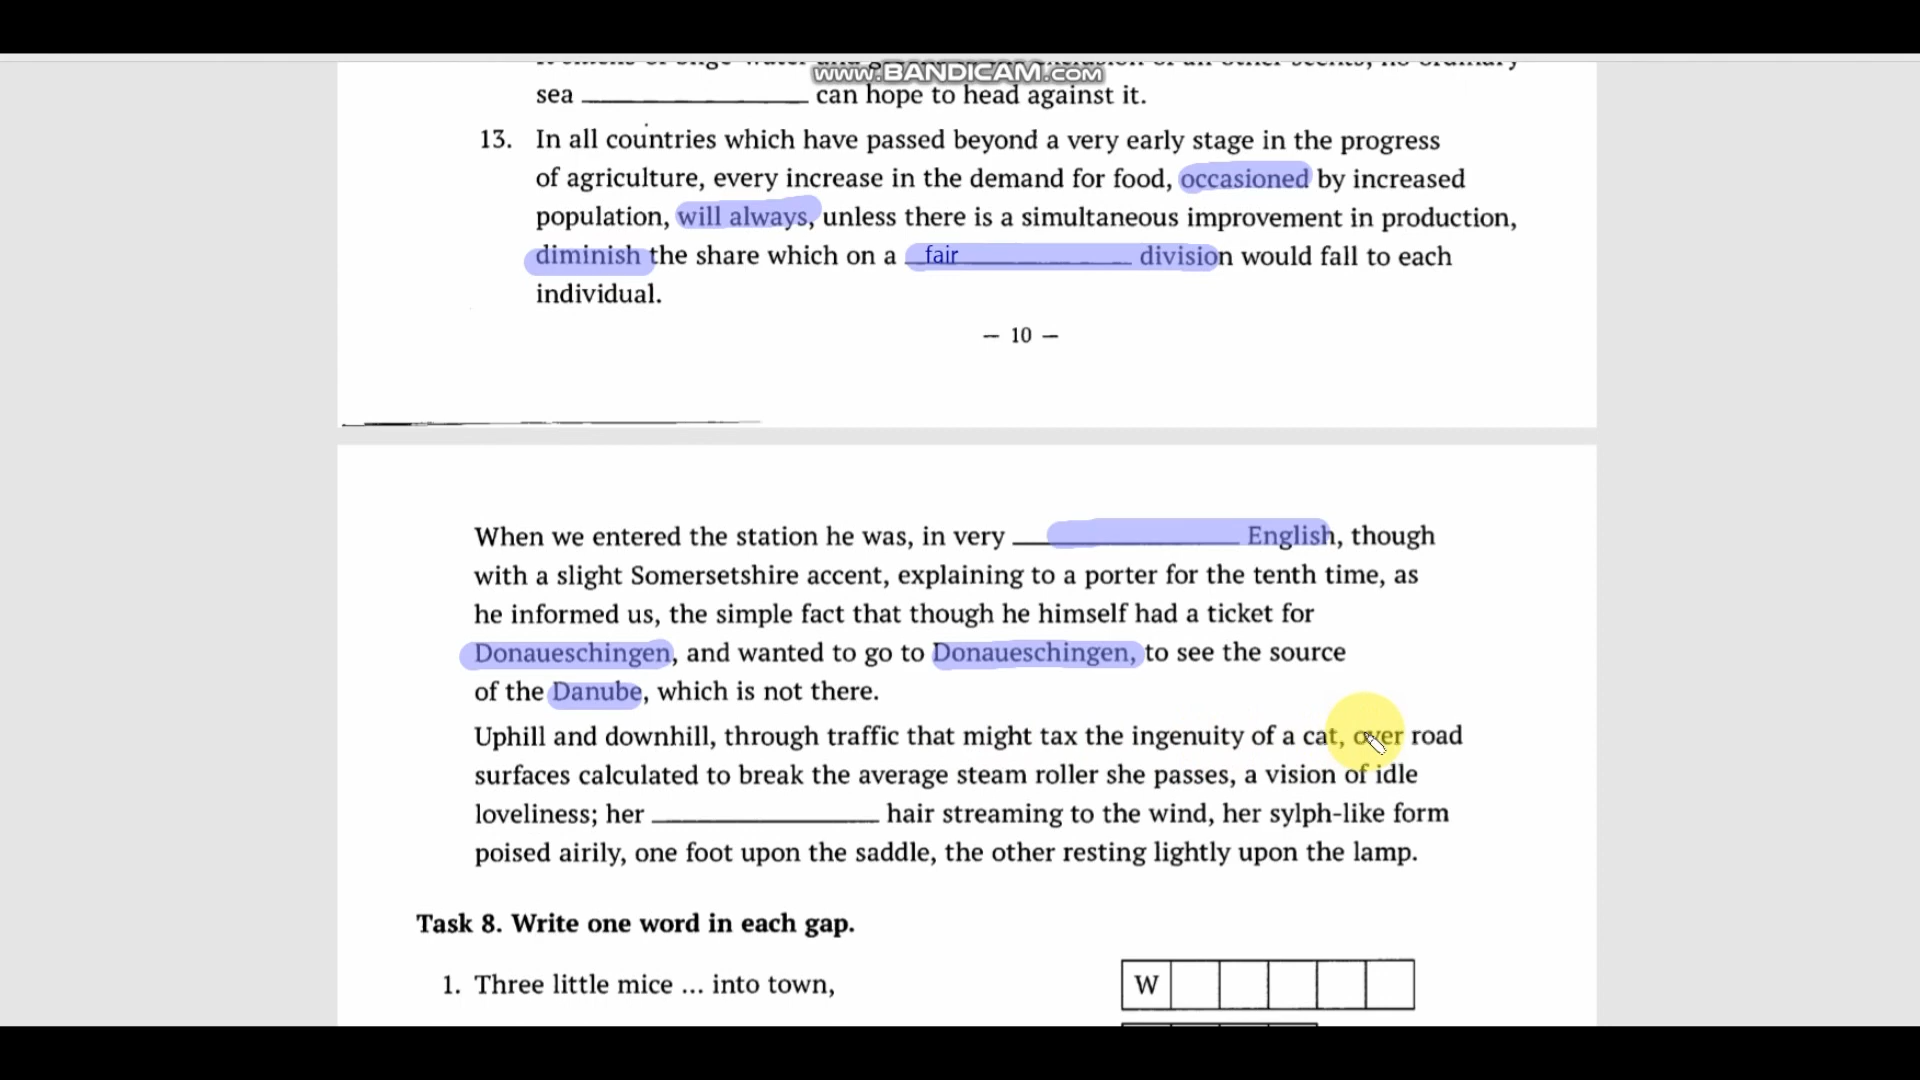 www.BANDICAM.com
sea ____________ can hope to head against it.
13. In all countries which have passed beyond a very early stage in the progress
of agriculture, every increase in the demand for food, occasioned by increased
population, will always, unless there is a simultaneous improvement in production,
diminish the share which on a fair ____________ division would fall to each
individual.
— 10 —
When we entered the station he was, in very ____________ English, though
with a slight Somersetshire accent, explaining to a porter for the tenth time, as
he informed us, the simple fact that though he himself had a ticket for
Donaueschingen, and wanted to go to Donaueschingen, to see the source
of the Danube, which is not there.
Uphill and downhill, through traffic that might tax the ingenuity of a cat, over road
surfaces calculated to break the average steam roller she passes, a vision of idle
loveliness; her ____________ hair streaming to the wind, her sylph-like form
poised airily, one foot upon the saddle, the other resting lightly upon the lamp.
Task 8. Write one word in each gap.
1. Three little mice ... into town, W